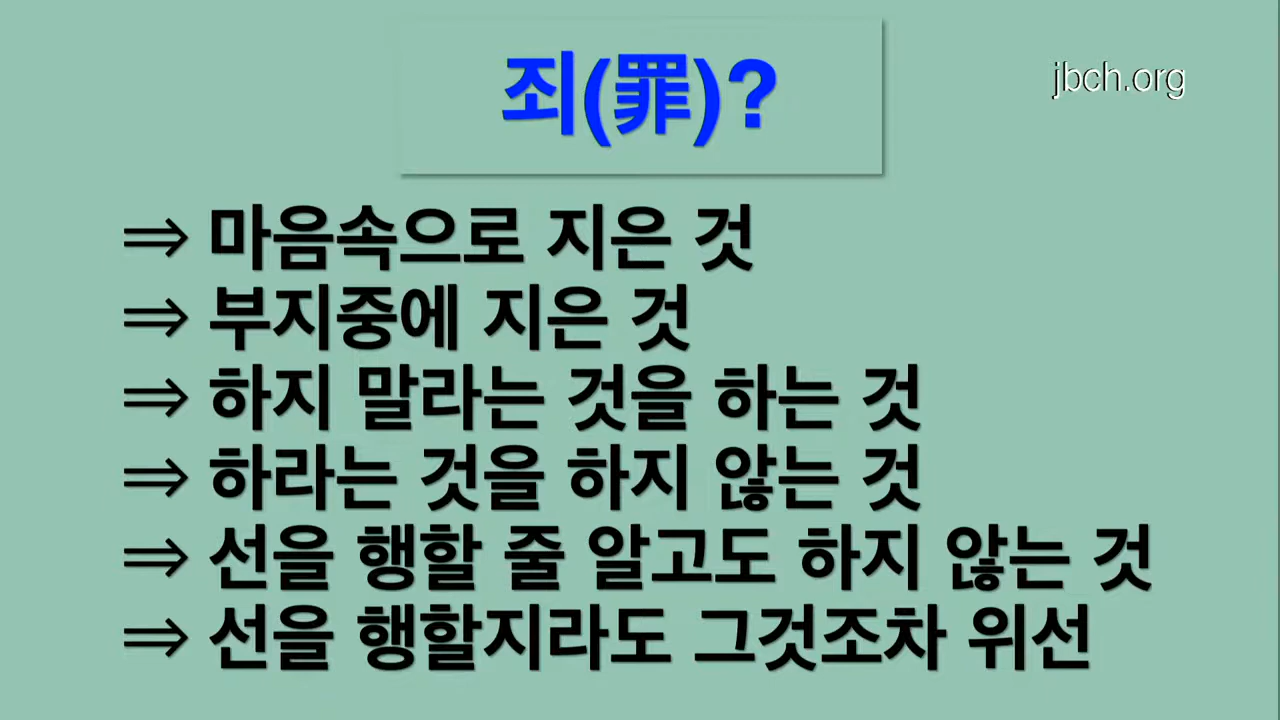 죄(罪)?
jbch.org
⇒ 마음속으로 지은 것
⇒ 부지중에 지은 것
⇒ 하지 말라는 것을 하는 것
⇒ 하라는 것을 하지 않는 것
⇒ 선을 행할 줄 알고도 하지 않는 것
⇒ 선을 행할지라도 그것조차 위선